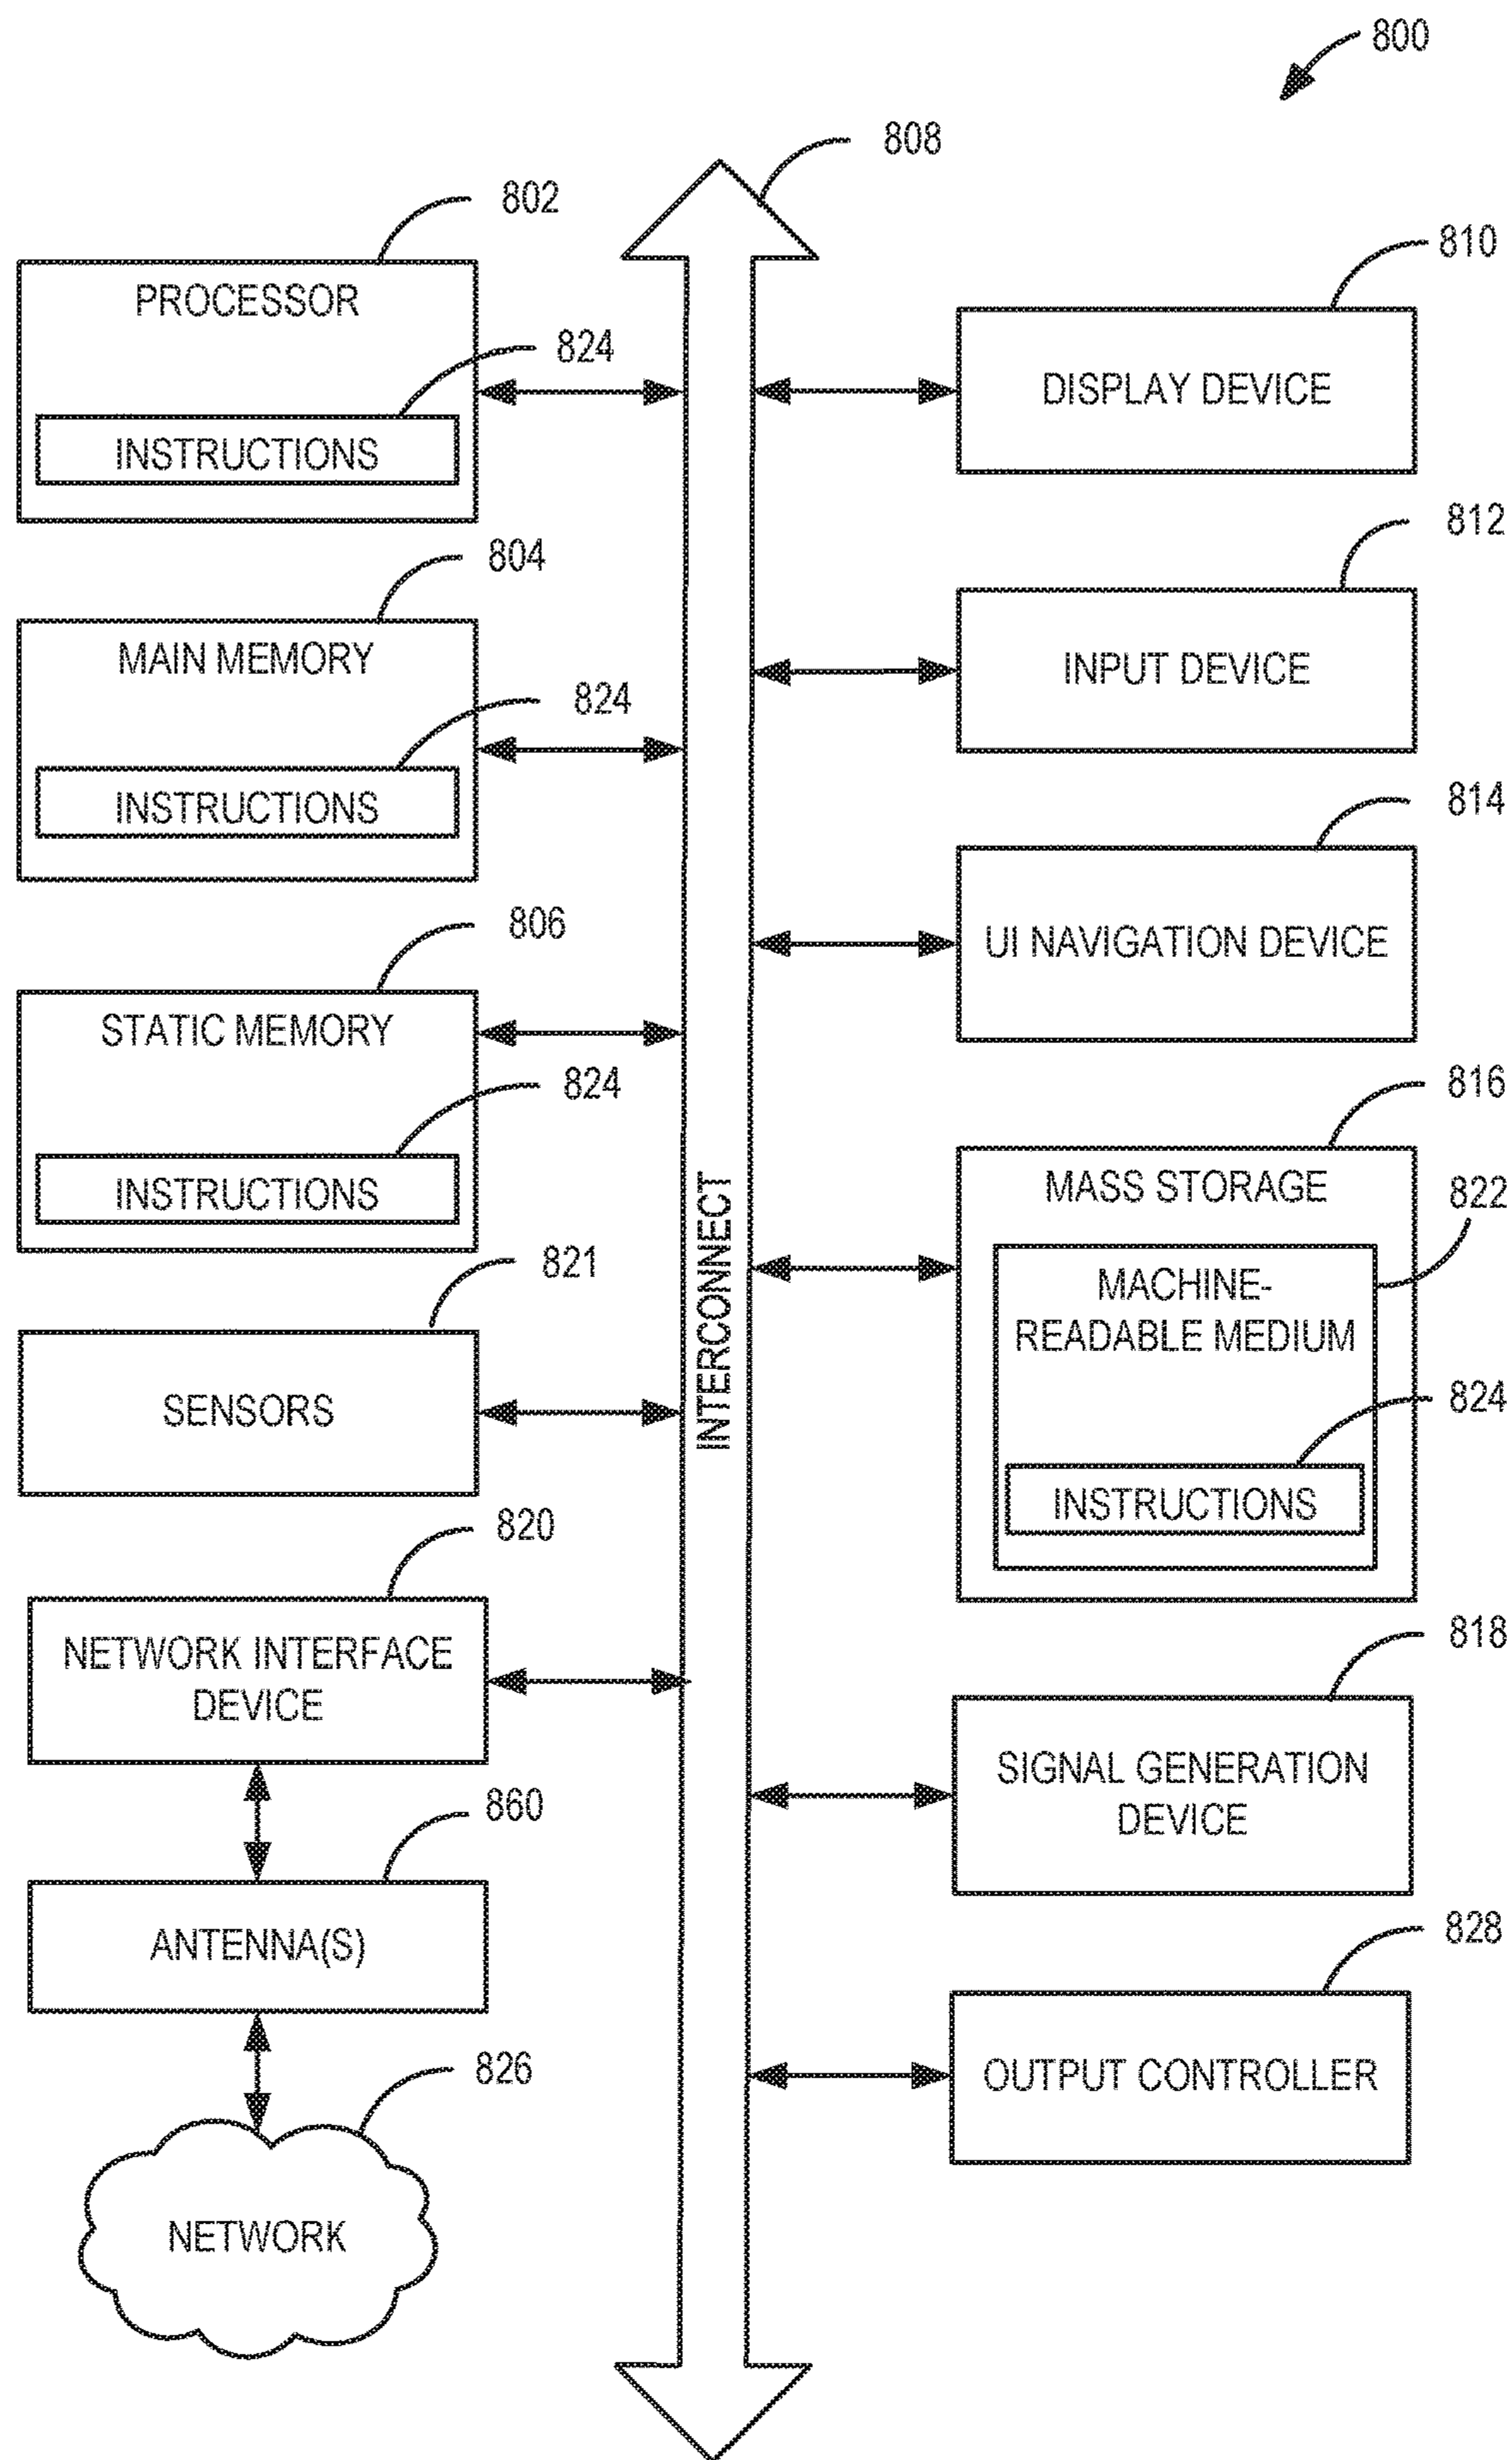 800
808
802
PROCESSOR
824
INSTRUCTIONS
804
MAIN MEMORY
824
INSTRUCTIONS
806
STATIC MEMORY
824
INSTRUCTIONS
821
SENSORS
820
NETWORK INTERFACE
DEVICE
860
ANTENNA(S)
826
NETWORK
INTERCONNECT
810
DISPLAY DEVICE
812
INPUT DEVICE
814
UI NAVIGATION DEVICE
816
MASS STORAGE
822
MACHINE-
READABLE MEDIUM
824
INSTRUCTIONS
818
SIGNAL GENERATION
DEVICE
828
OUTPUT CONTROLLER